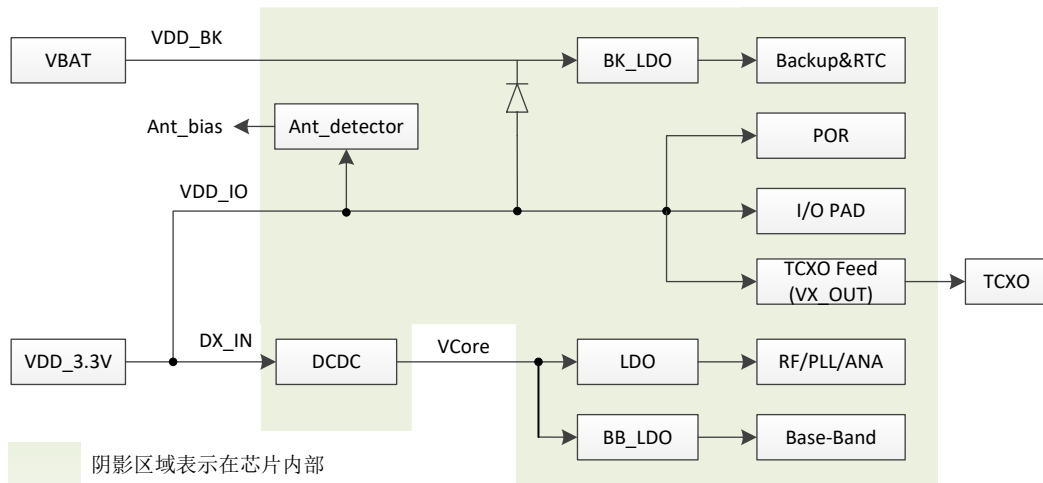 VDD_BK
VBAT
BK_LDO
Backup&RTC
Ant_bias
Ant_detector
POR
VDD_IO
I/O PAD
TCXO Feed
(VX_OUT)
TCXO
VDD_3.3V
DX_IN
DCDC
VCore
LDO
RF/PLL/ANA
BB_LDO
Base-Band
阴影区域表示在芯片内部